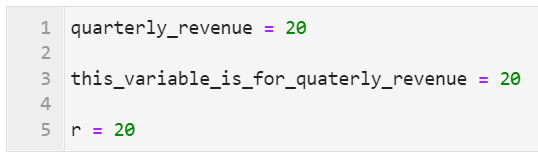 1 quarterly_revenue = 20
2
3 this_variable_is_for_quaterly_revenue = 20
4
5 r = 20